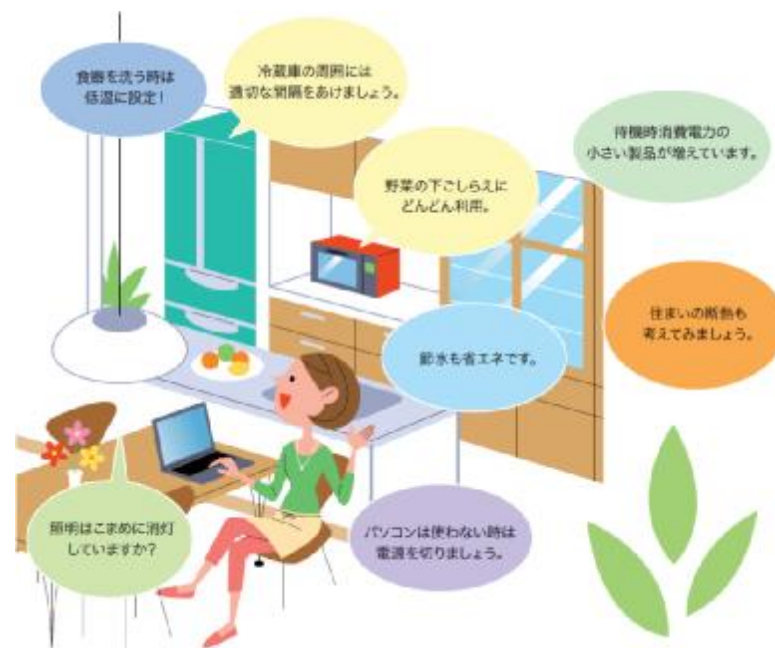 食器を洗う時は
低温に設定!
冷蔵庫の周囲には
適切な間隔をあけましょう。
待機時消費電力の
小さい製品が増えています。
野菜の下ごしらえに
どんどん利用。
住まいの断熱も
考えてみましょう。
節水も省エネです。
照明はこまめに消灯
していますか?
パソコンは使わない時は
電源を切りましょう。